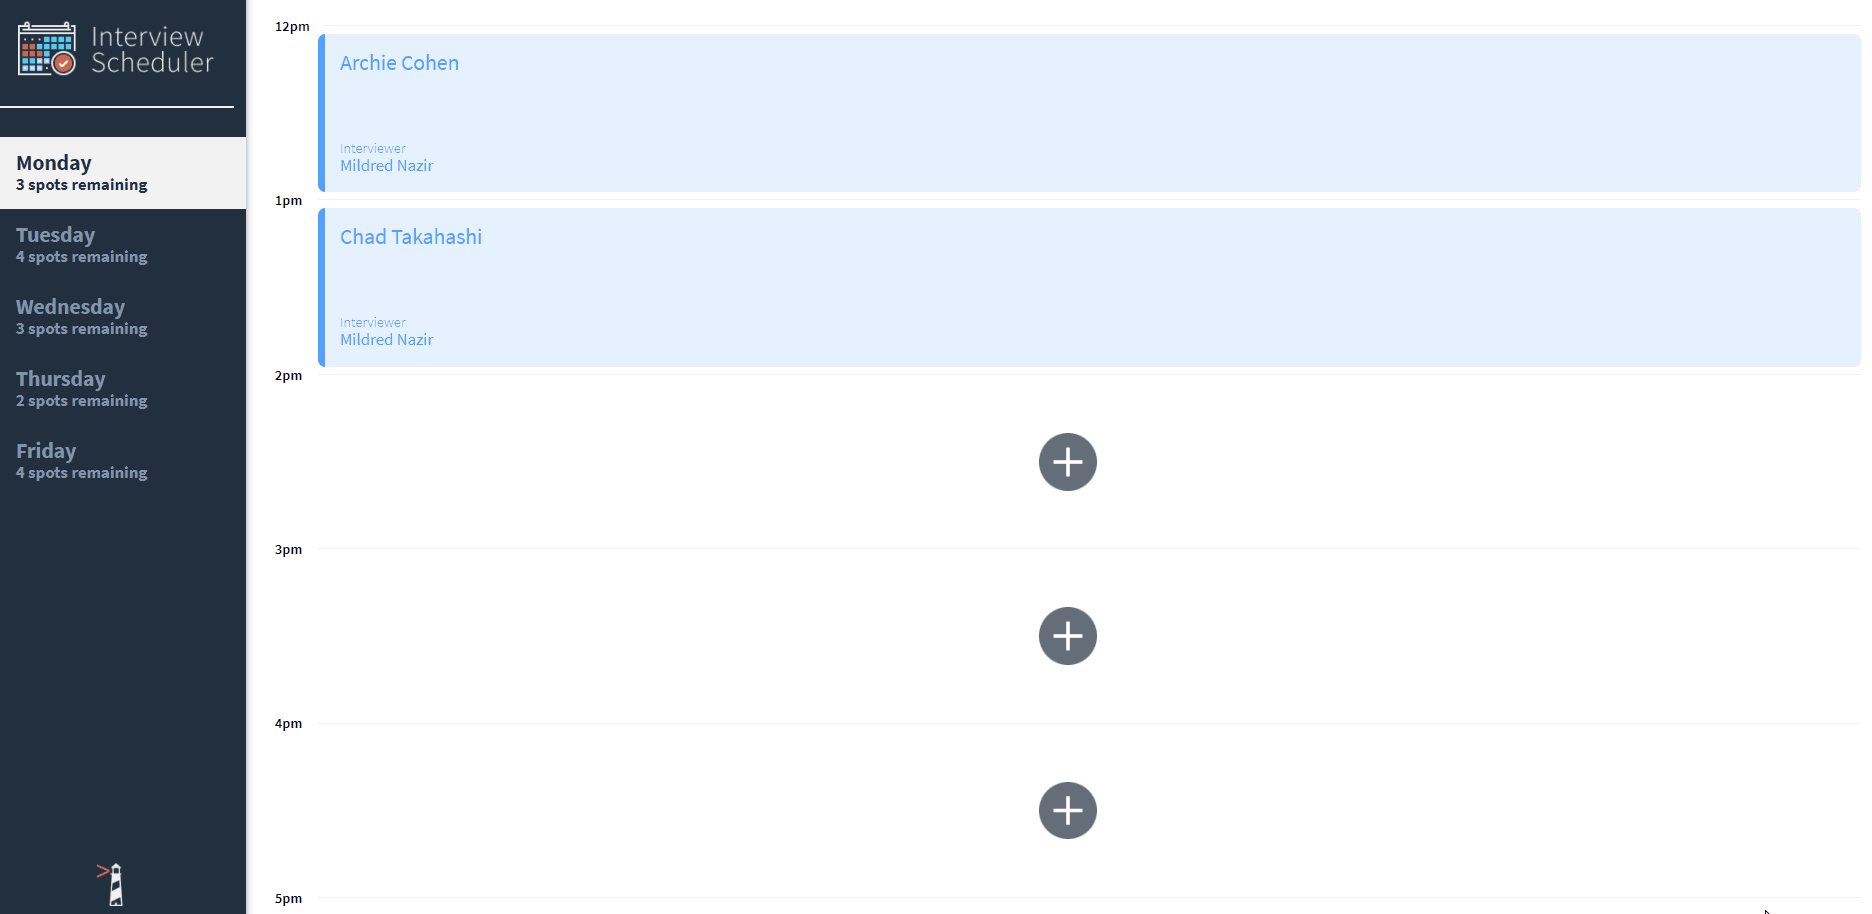 Interview
Scheduler
Monday
3 spots remaining
Tuesday
4 spots remaining
Wednesday
3 spots remaining
Thursday
2 spots remaining
Friday
4 spots remaining
12pm
Archie Cohen
Interviewer
Mildred Nazir
1pm
Chad Takahashi
Interviewer
Mildred Nazir
2pm
3pm
4pm
5pm